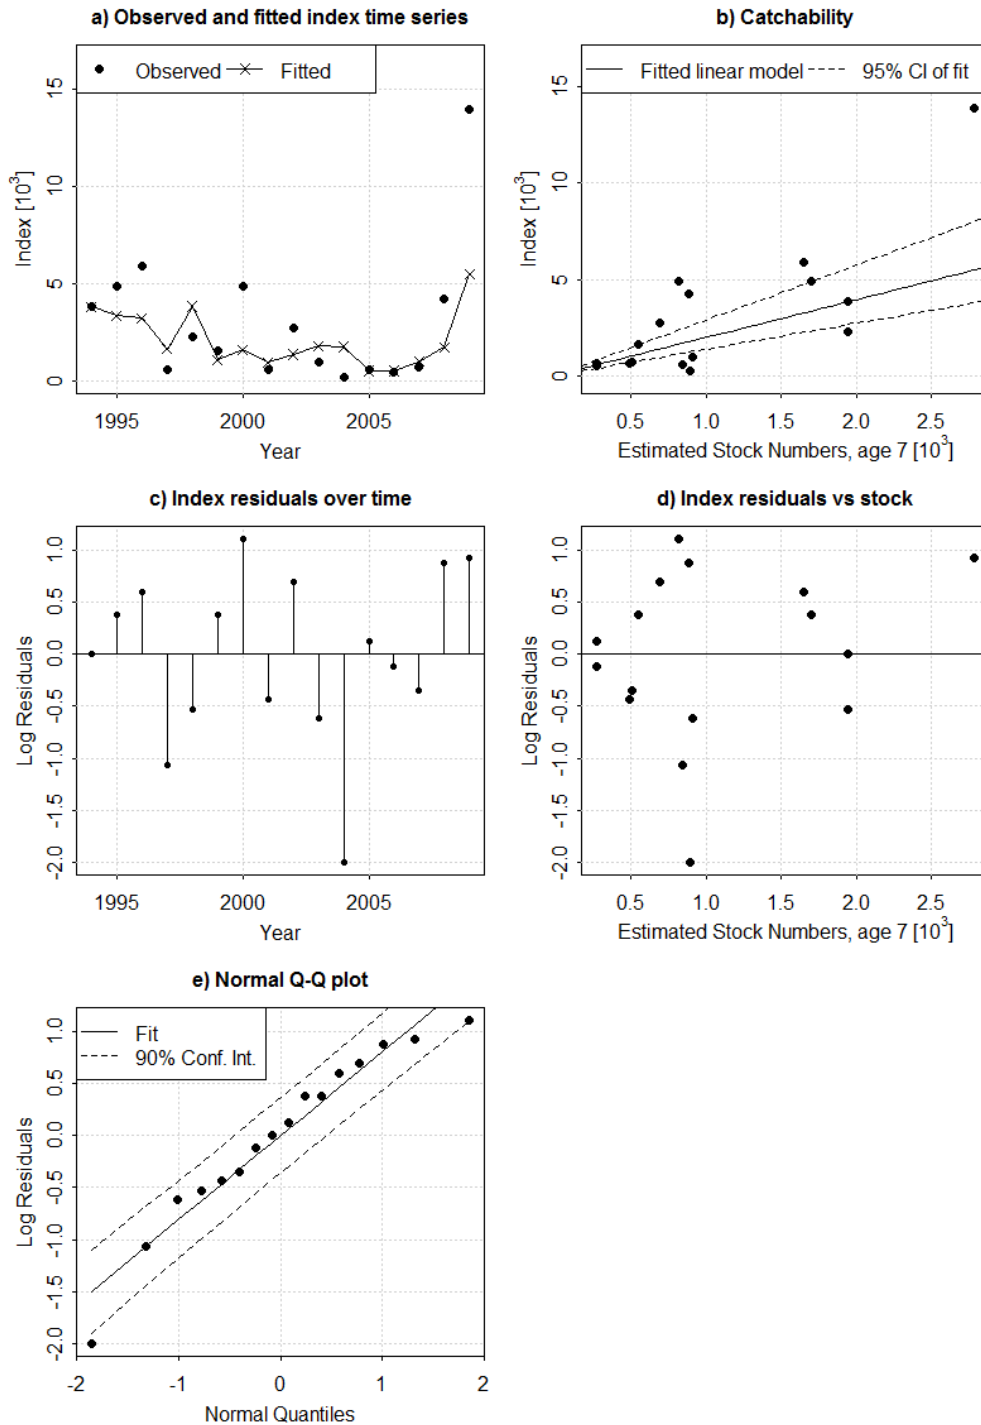 a) Observed and fitted index time series
Observed Fitted
15
10
5
0
Index [10³]
1995 2000 2005
Year
b) Catchability
Fitted linear model 95% CI of fit
15
10
5
0
Index [10³]
0.5 1.0 1.5 2.0 2.5
Estimated Stock Numbers, age 7 [10³]
c) Index residuals over time
1.0
0.5
0.0
-0.5
-1.0
-1.5
-2.0
Log Residuals
1995 2000 2005
Year
d) Index residuals vs stock
1.0
0.5
0.0
-0.5
-1.0
-1.5
-2.0
Log Residuals
0.5 1.0 1.5 2.0 2.5
Estimated Stock Numbers, age 7 [10³]
e) Normal Q-Q plot
Fit
90% Conf. Int.
1.0
0.5
0.0
-0.5
-1.0
-1.5
-2.0
Log Residuals
-2 -1 0 1 2
Normal Quantiles